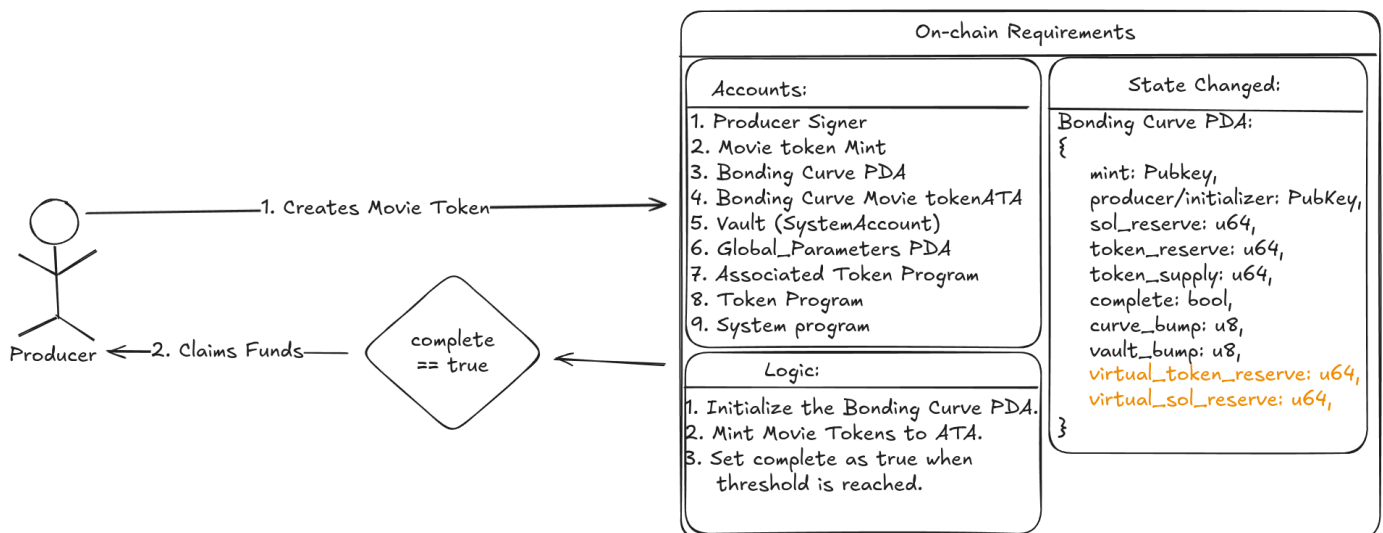 On-chain Requirements
Accounts:
1. Producer Signer
2. Movie token Mint
3. Bonding Curve PDA
4. Bonding Curve Movie tokenATA
5. Vault (SystemAccount)
6. Global_Parameters PDA
7. Associated Token Program
8. Token Program
9. System program
State Changed:
Bonding Curve PDA:
{
mint: Pubkey,
producer/initializer: PubKey,
sol_reserve: u64,
token_reserve: u64,
token_supply: u64,
complete: bool,
curve_bump: u8,
vault_bump: u8,
virtual_token_reserve: u64,
virtual_sol_reserve: u64,
}
Logic:
1. Initialize the Bonding Curve PDA.
2. Mint Movie Tokens to ATA.
3. Set complete as true when
threshold is reached.
1. Creates Movie Token
complete
== true
2. Claims Funds
Producer